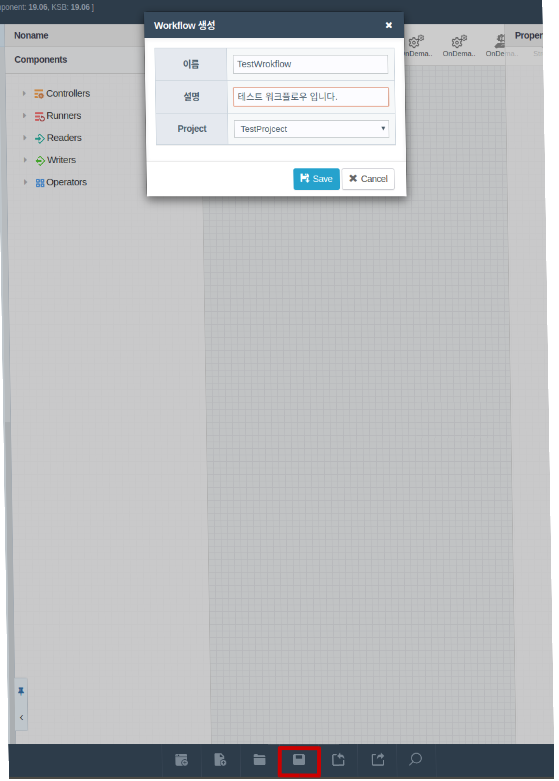 ponent: 19.06, KSB: 19.06 ]
Workflow 생성
Noname
Proper
nDema..
OnDema..
OnDe
Components
이름
TestWrokflow
설명
테스트 워크플로우 입니다.
Project
TestProjcect
Save
Cancel
Controllers
Runners
Readers
Writers
Operators